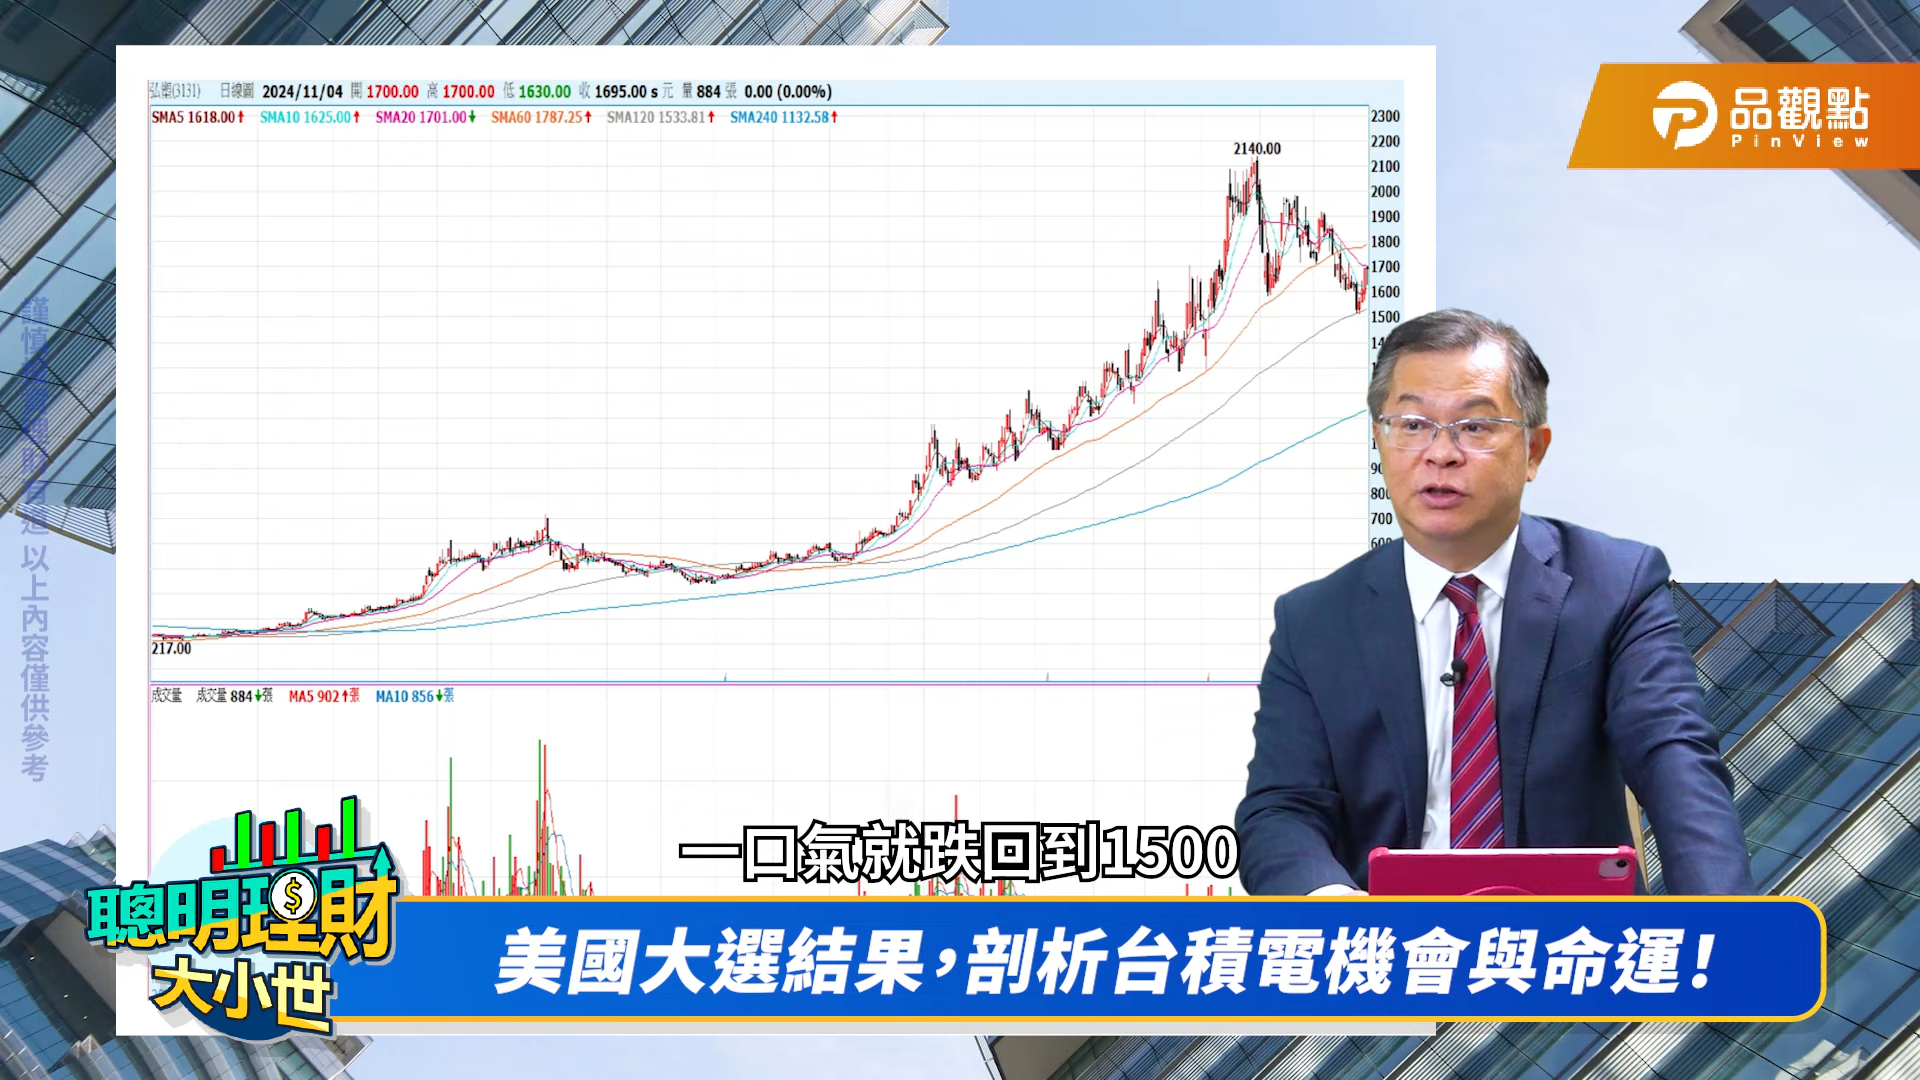 弘塑(3131) 日線圖 2024/11/04 開 1700.00 高 1700.00 低 1630.00 收 1695.00 s 元 量 884 張 0.00 (0.00%)
SMA5 1618.00↑ SMA10 1625.00↑ SMA20 1701.00↓ SMA60 1787.25↑ SMA120 1533.81↑ SMA240 1132.58↑
2300
2200
2100
2000
1900
1800
1700
1600
1500
800
700
2140.00
217.00
成交量 成交量 884↓張 MA5 902↑張 MA10 856↓張
品觀點
PinView
以上內容僅供參考
一口氣就跌回到1500
聰明理財
$
大小世
美國大選結果,剖析台積電機會與命運!